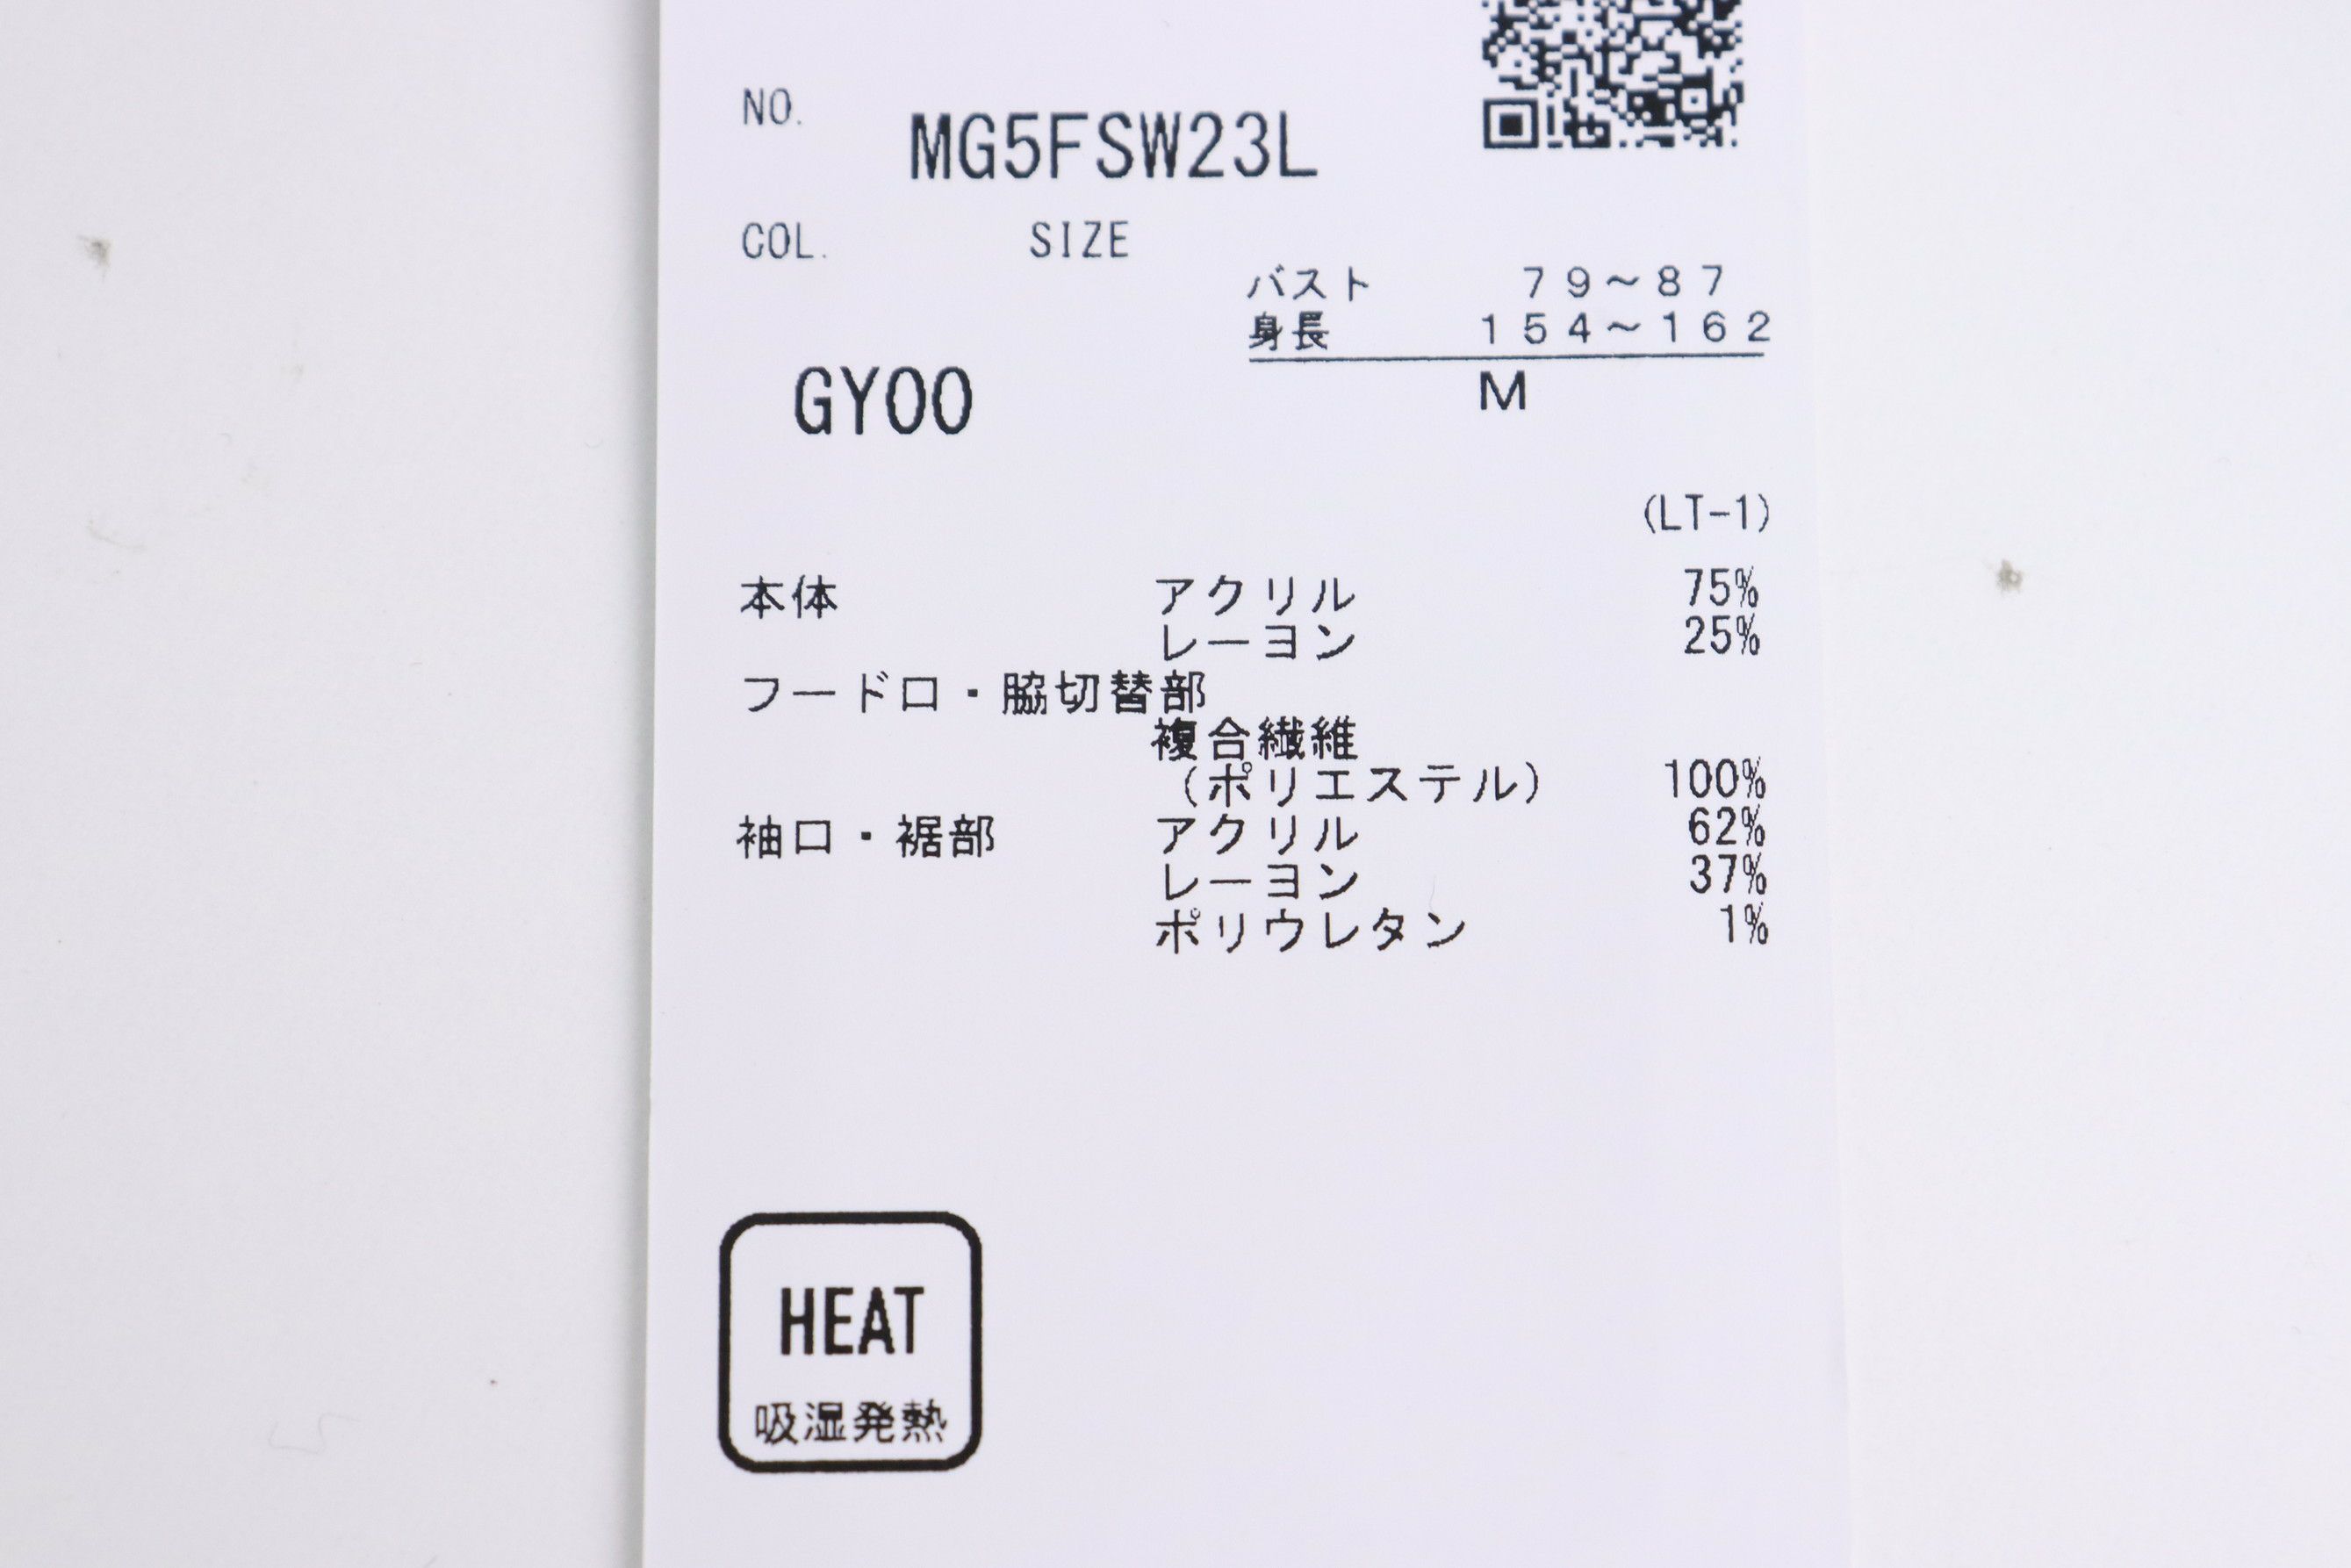 NO.
MG5FSW23L
COL. SIZE
バスト 79～87
身長 154～162
GY00 M
(LT-1)
本体 アクリル 75%
レーヨン 25%
フード口・脇切替部
複合繊維
(ポリエステル) 100%
袖口・裾部 アクリル 62%
レーヨン 37%
ポリウレタン 1%
HEAT
吸湿発熱